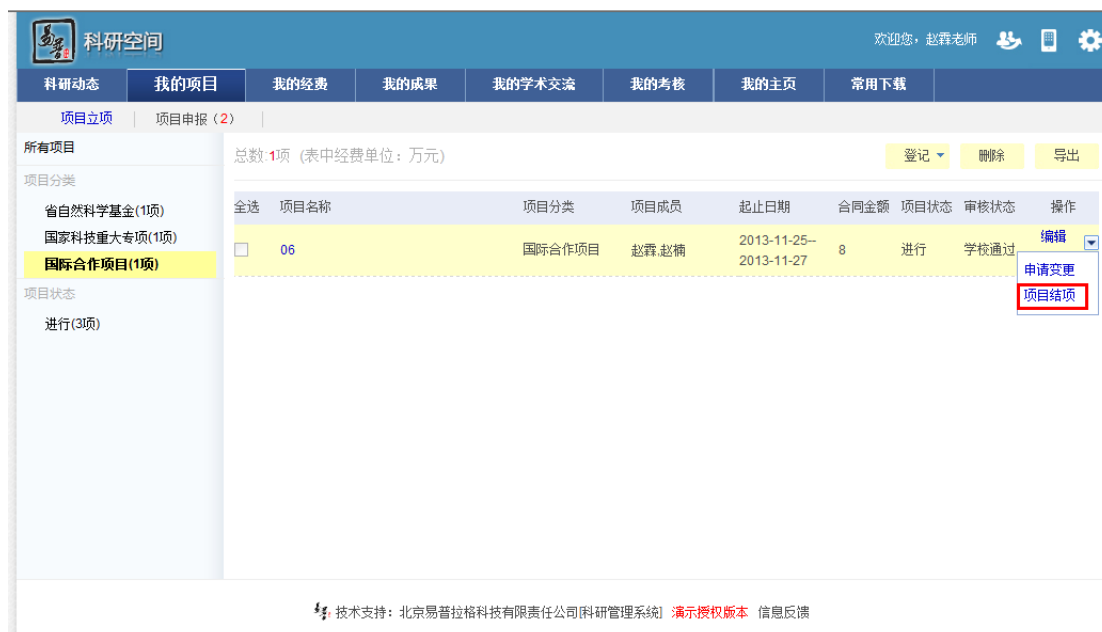 易普 科研空间 欢迎您，赵霖老师
科研动态 我的项目 我的经费 我的成果 我的学术交流 我的考核 我的主页 常用下载
项目立项 项目申报（2）
所有项目
总数:1项 (表中经费单位：万元) 登记 删除 导出
项目分类
省自然科学基金(1项)
国家科技重大专项(1项)
国际合作项目(1项)
项目状态
进行(3项)
全选 项目名称 项目分类 项目成员 起止日期 合同金额 项目状态 审核状态 操作
06 国际合作项目 赵霖,赵楠 2013-11-25--
2013-11-27 8 进行 学校通过 编辑
申请变更
项目结项
技术支持：北京易普拉格科技有限责任公司[科研管理系统] 演示授权版本 信息反馈